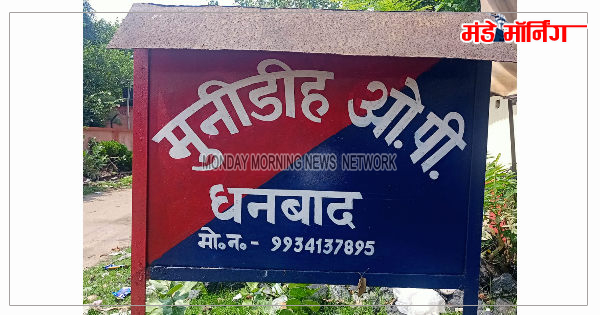 मंडे मॉर्निंग
मुनीडीह ओ.पी.
MONDAY MORNING NEWS NETWORK
धनबाद
मो॰ न॰ - 9934137895